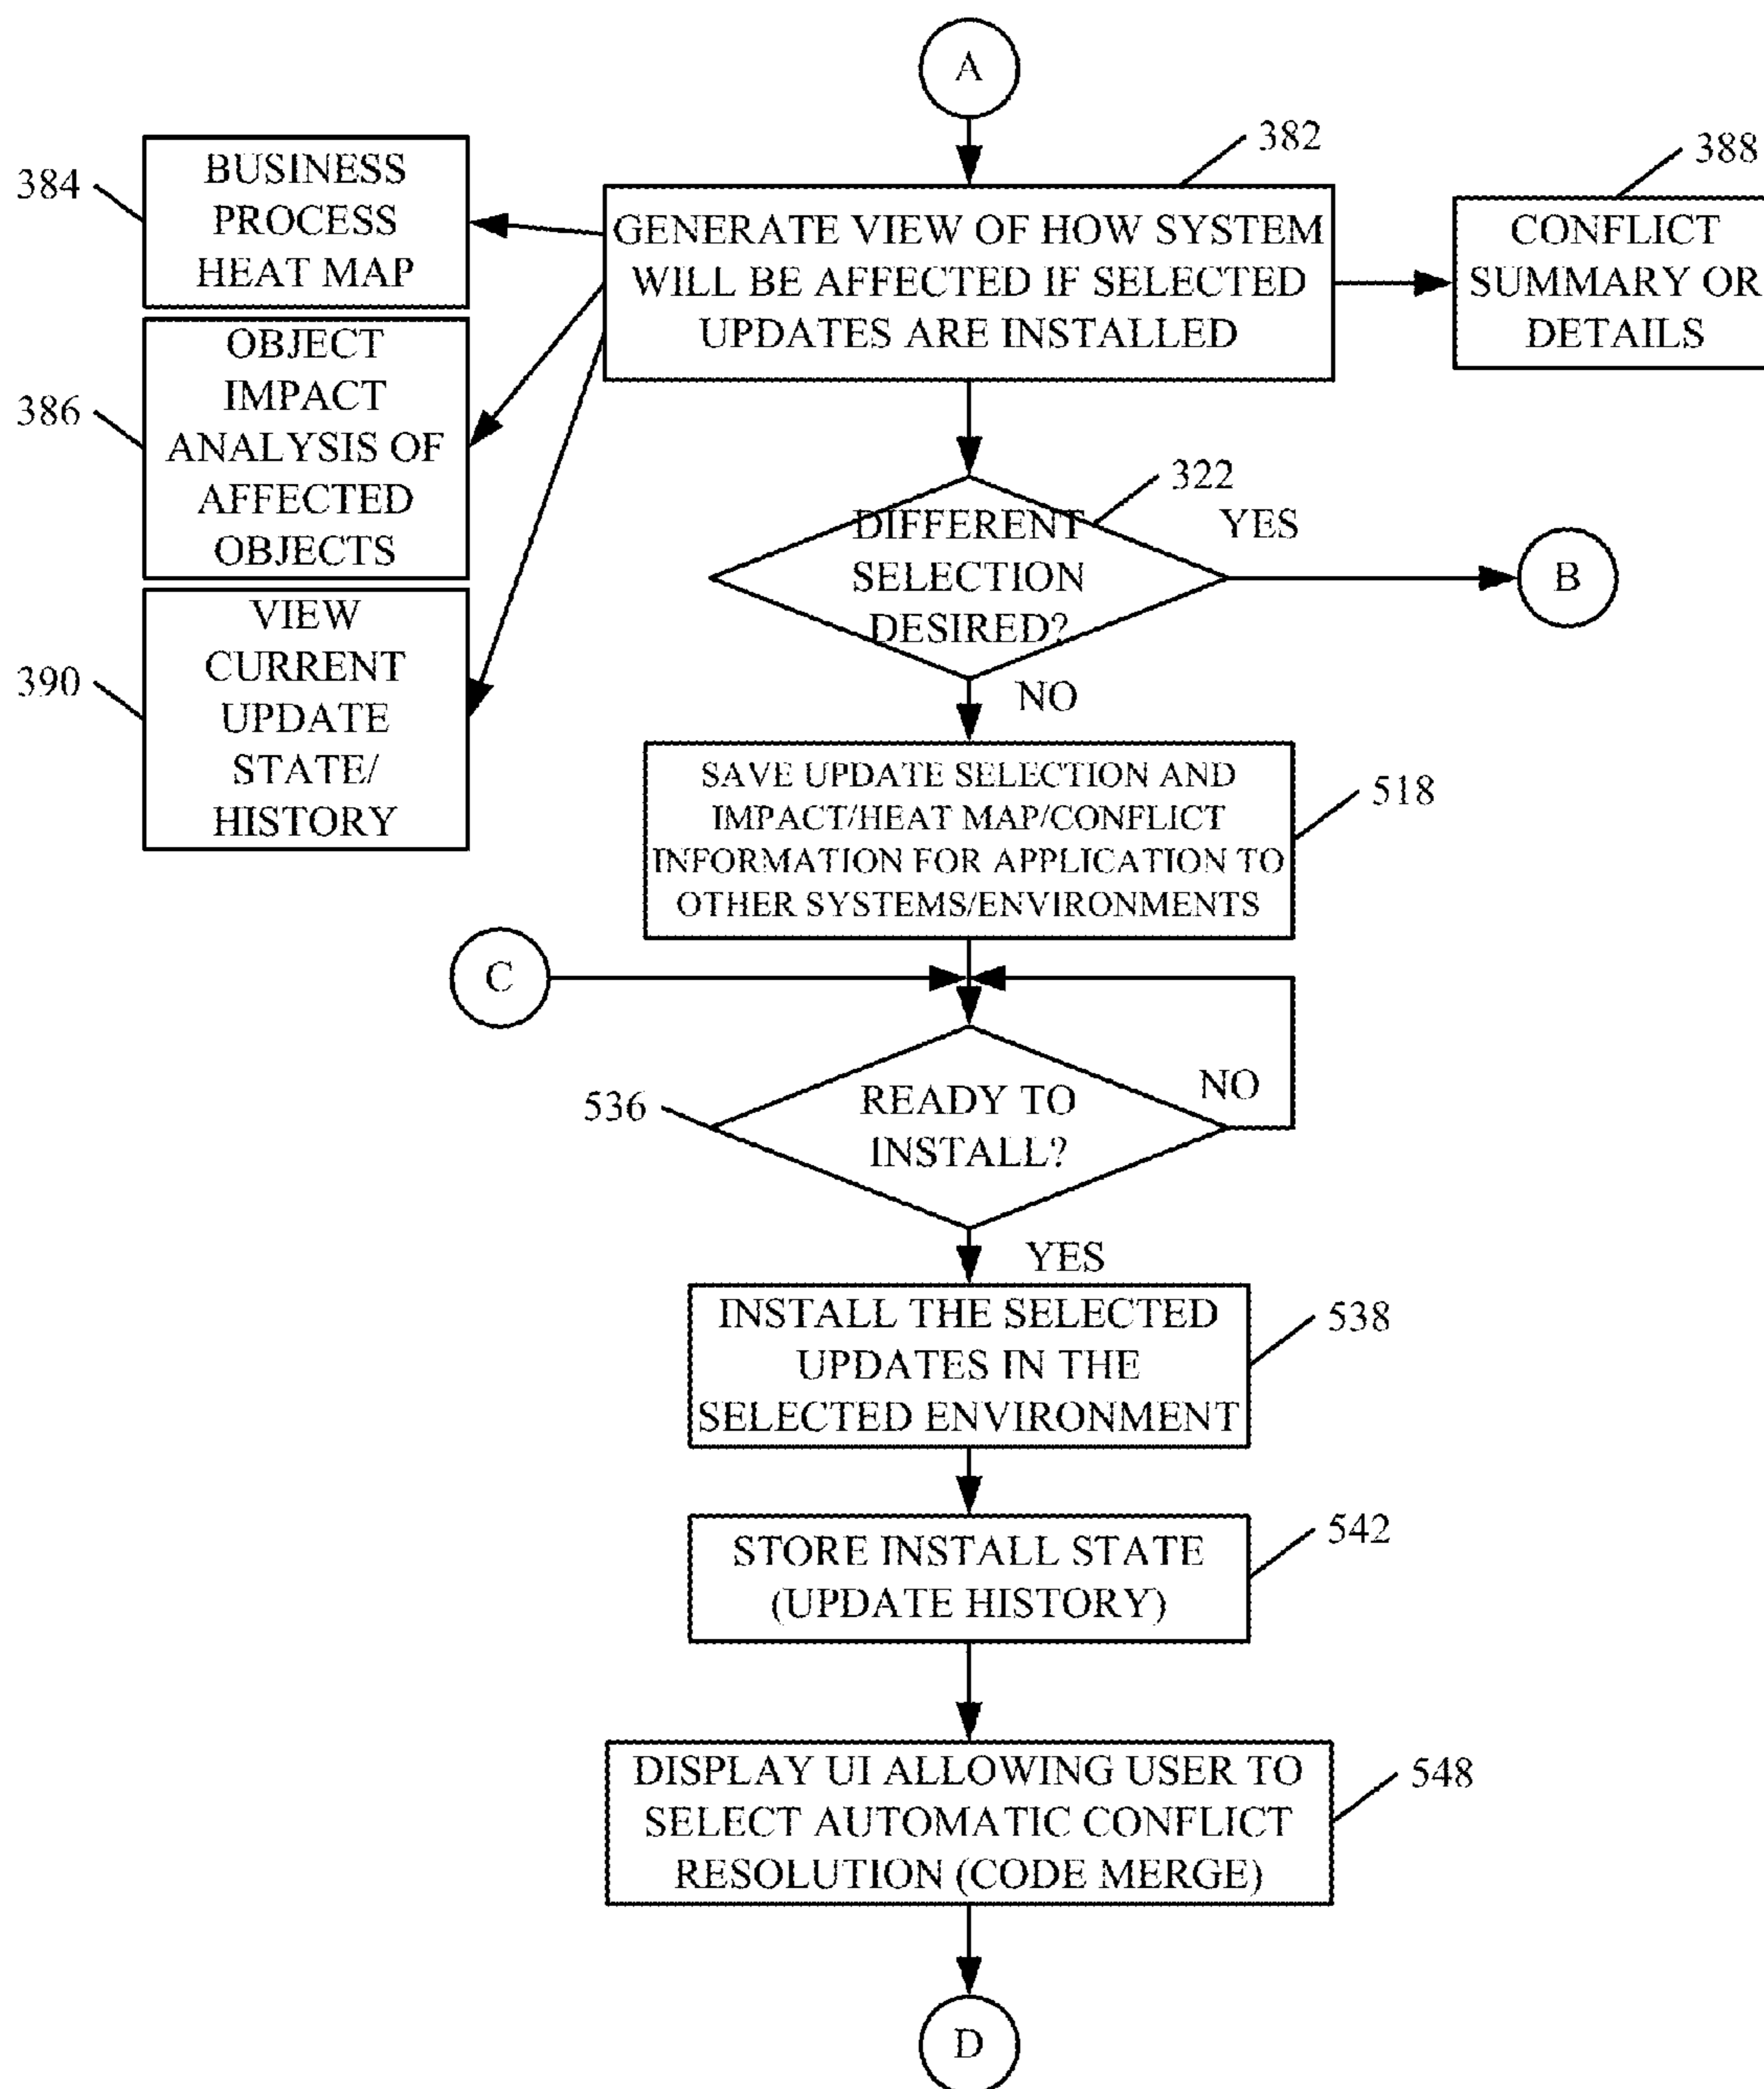 A
382
388
384
BUSINESS
PROCESS
HEAT MAP
GENERATE VIEW OF HOW SYSTEM
WILL BE AFFECTED IF SELECTED
UPDATES ARE INSTALLED
CONFLICT
SUMMARY OR
DETAILS
386
OBJECT
IMPACT
ANALYSIS OF
AFFECTED
OBJECTS
322
DIFFERENT
SELECTION
DESIRED?
YES
B
390
VIEW
CURRENT
UPDATE
STATE/
HISTORY
NO
SAVE UPDATE SELECTION AND
IMPACT/HEAT MAP/CONFLICT
INFORMATION FOR APPLICATION TO
OTHER SYSTEMS/ENVIRONMENTS
518
C
536
READY TO
INSTALL?
NO
YES
INSTALL THE SELECTED
UPDATES IN THE
SELECTED ENVIRONMENT
538
STORE INSTALL STATE
(UPDATE HISTORY)
542
DISPLAY UI ALLOWING USER TO
SELECT AUTOMATIC CONFLICT
RESOLUTION (CODE MERGE)
548
D